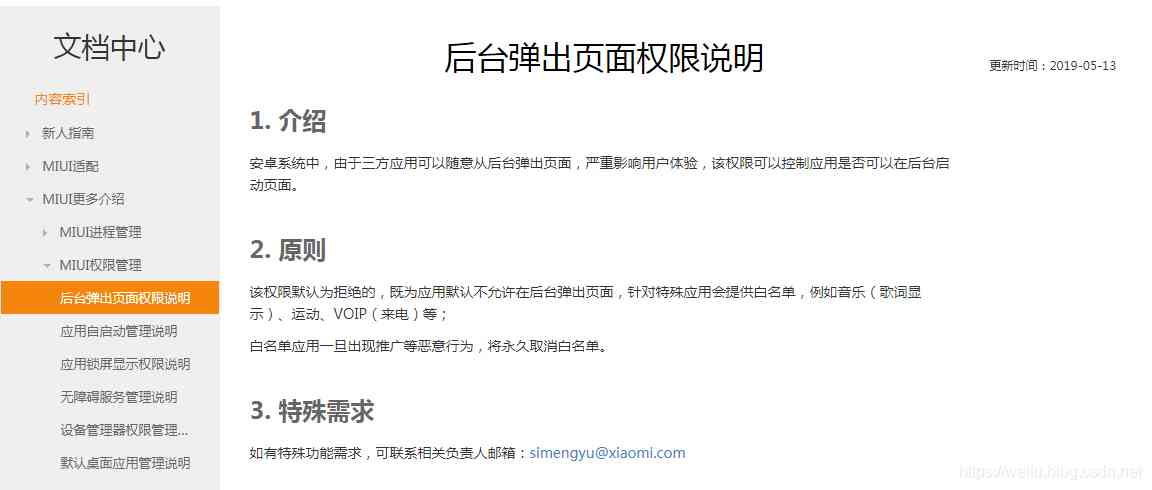 文档中心
内容索引
新人指南
MIUI适配
MIUI更多介绍
MIUI进程管理
MIUI权限管理
后台弹出页面权限说明
应用自启动管理说明
应用锁屏显示权限说明
无障碍服务管理说明
设备管理器权限管理...
默认桌面应用管理说明
后台弹出页面权限说明
更新时间：2019-05-13
1. 介绍
安卓系统中，由于三方应用可以随意从后台弹出页面，严重影响用户体验，该权限可以控制应用是否可以在后台启
动页面。
2. 原则
该权限默认为拒绝的，既为应用默认不允许在后台弹出页面，针对特殊应用会提供白名单，例如音乐（歌词显
示）、运动、VOIP（来电）等；
白名单应用一旦出现推广等恶意行为，将永久取消白名单。
3. 特殊需求
如有特殊功能需求，可联系相关负责人邮箱：simengyu@xiaomi.com